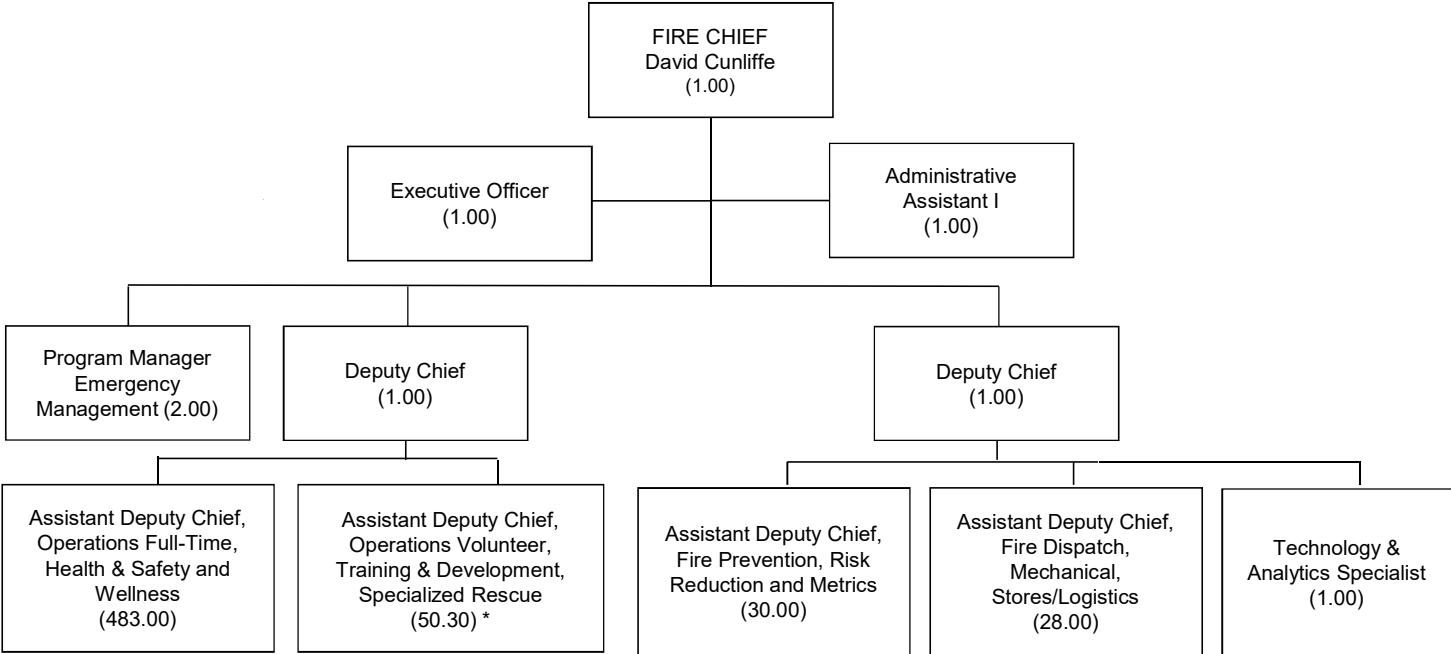 FIRE CHIEF
David Cunliffe
(1.00)
Executive Officer
(1.00)
Administrative
Assistant I
(1.00)
Program Manager
Emergency
Management (2.00)
Deputy Chief
(1.00)
Deputy Chief
(1.00)
Assistant Deputy Chief,
Operations Full-Time,
Health & Safety and
Wellness
(483.00)
Assistant Deputy Chief,
Operations Volunteer,
Training & Development,
Specialized Rescue
(50.30) *
Assistant Deputy Chief,
Fire Prevention, Risk
Reduction and Metrics
(30.00)
Assistant Deputy Chief,
Fire Dispatch,
Mechanical,
Stores/Logistics
(28.00)
Technology &
Analytics Specialist
(1.00)